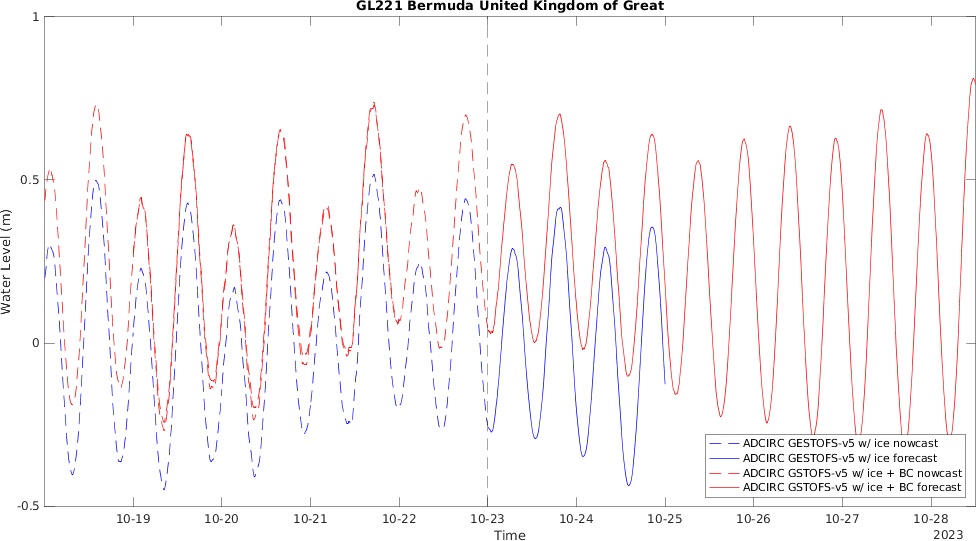 GL221 Bermuda United Kingdom of Great
1
0.5
0
-0.5
Water Level (m)
10-19 10-20 10-21 10-22 10-23 10-24 10-25 10-26 10-27 10-28
Time
2023
ADCIRC GESTOFS-v5 w/ ice nowcast
ADCIRC GESTOFS-v5 w/ ice forecast
ADCIRC GSTOFS-v5 w/ ice + BC nowcast
ADCIRC GSTOFS-v5 w/ ice + BC forecast